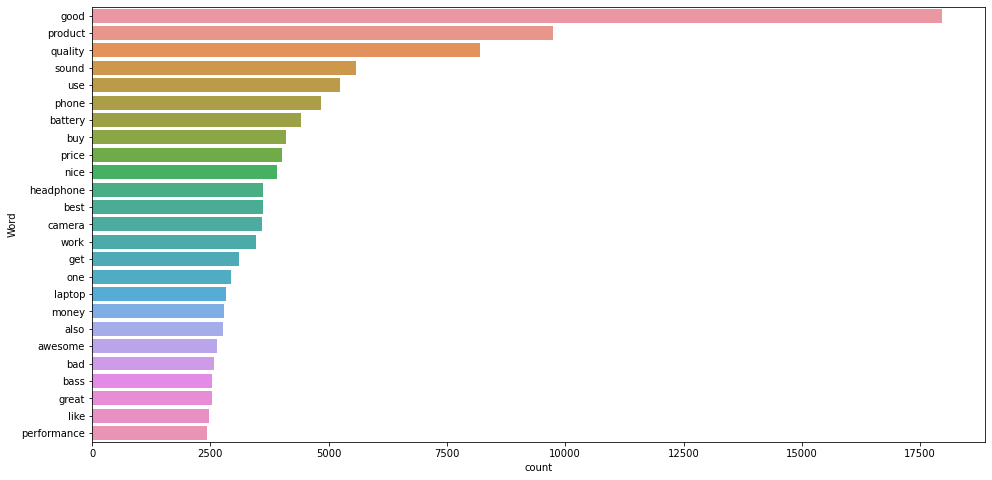 good
product
quality
sound
use
phone
battery
buy
price
nice
headphone
best
camera
work
get
one
laptop
money
also
awesome
bad
bass
great
like
performance
Word
0 2500 5000 7500 10000 12500 15000 17500
count